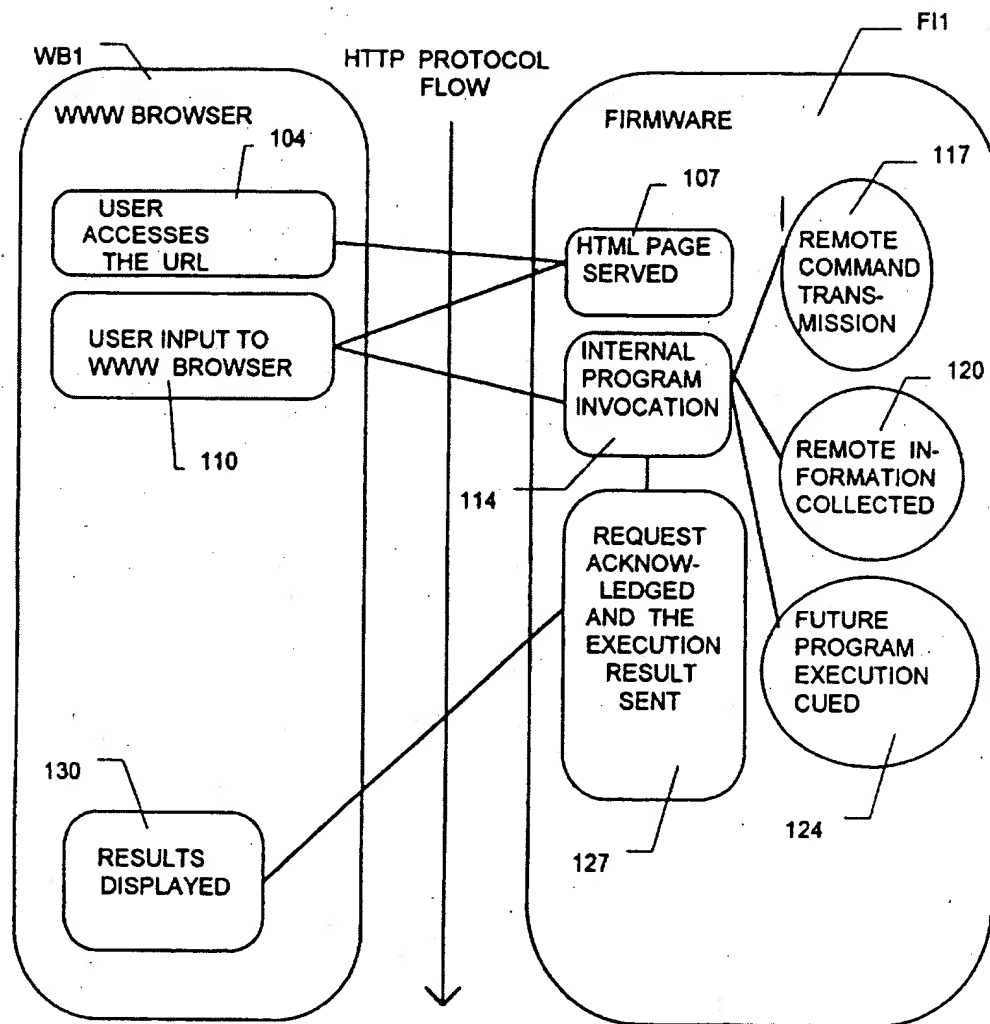 FI1
WB1
HTTP PROTOCOL
FLOW
WWW BROWSER
FIRMWARE
104
117
107
USER
ACCESSES
THE URL
HTML PAGE
SERVED
REMOTE
COMMAND
TRANS-
MISSION
USER INPUT TO
WWW BROWSER
INTERNAL
PROGRAM
INVOCATION
120
110
114
REMOTE IN-
FORMATION
COLLECTED
REQUEST
ACKNOW-
LEDGED
AND THE
EXECUTION
RESULT
SENT
FUTURE
PROGRAM
EXECUTION
CUED
130
127
124
RESULTS
DISPLAYED